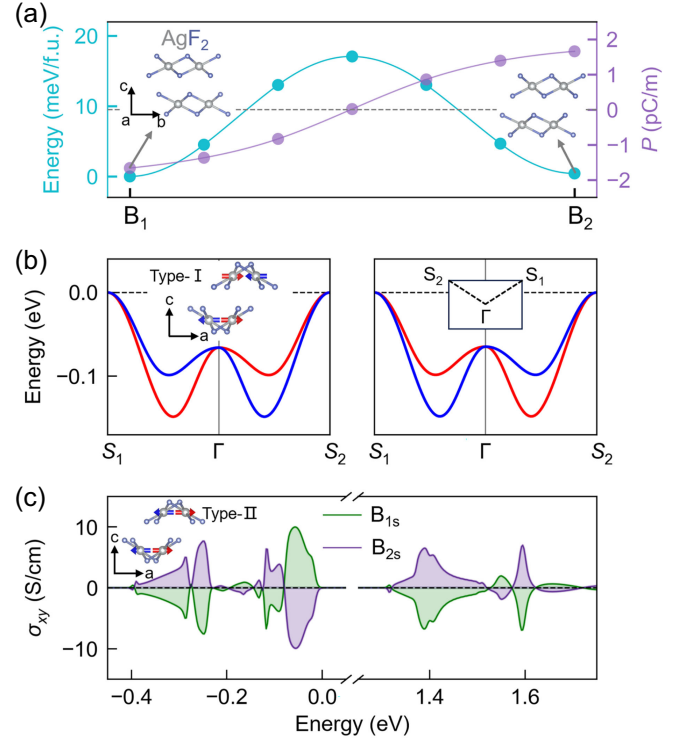 (a)
AgF2
c
a
b
20
10
0
Energy (meV/f.u.)
2
1
0
−1
−2
P (pC/m)
B1
B2
(b)
Type-I
c
a
0.0
−0.1
Energy (eV)
S1
Γ
S2
S2
S1
Γ
S1
Γ
S2
(c)
Type-II
c
a
B1s
B2s
10
0
−10
σxy (S/cm)
−0.4
−0.2
0.0
1.4
1.6
Energy (eV)